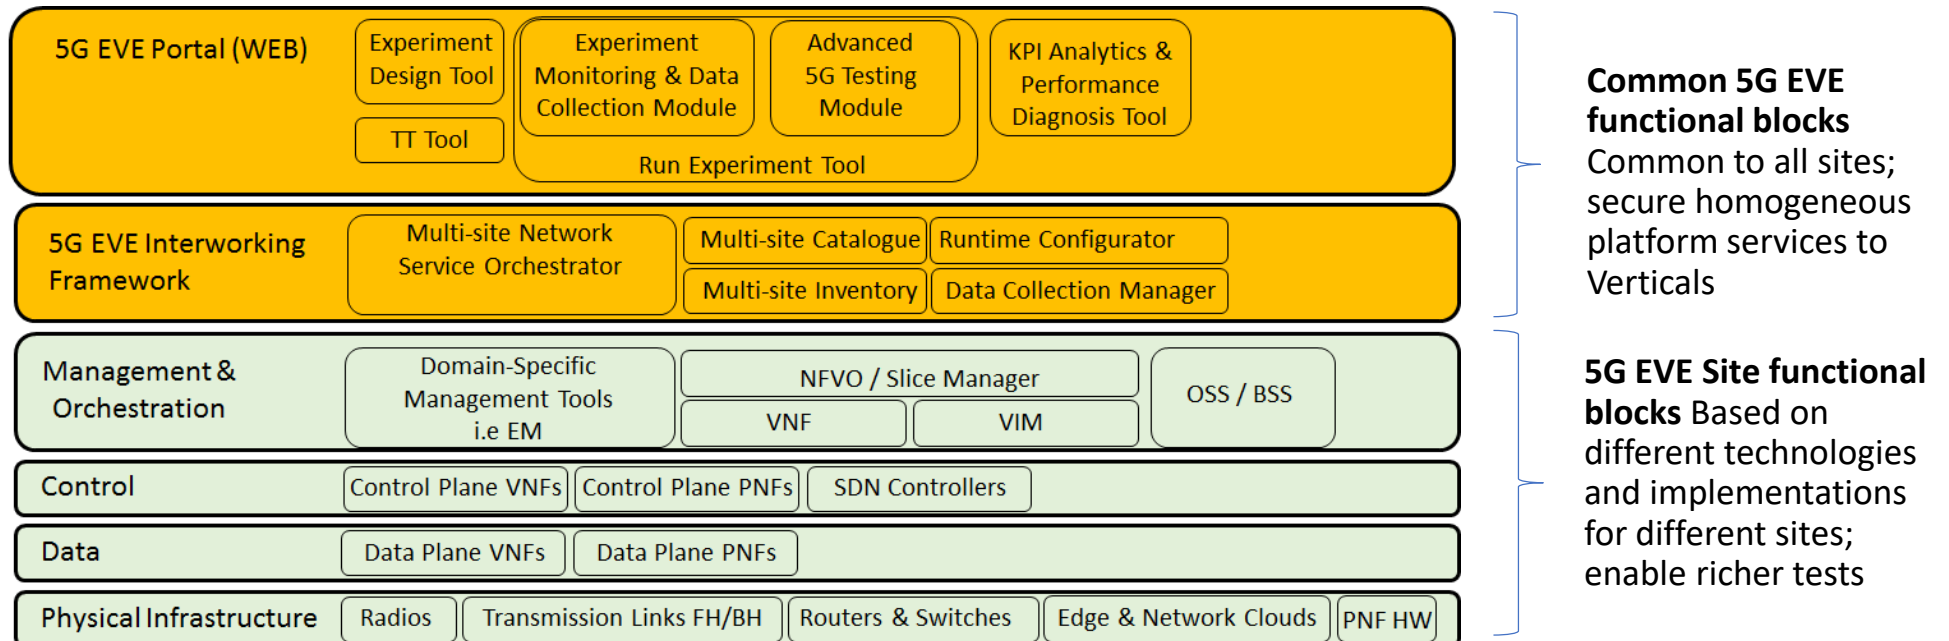 5G EVE Portal (WEB)
Experiment
Design Tool
TT Tool
Experiment
Monitoring & Data
Collection Module
Advanced
5G Testing
Module
Run Experiment Tool
KPI Analytics &
Performance
Diagnosis Tool
5G EVE Interworking
Framework
Multi-site Network
Service Orchestrator
Multi-site Catalogue
Runtime Configurator
Multi-site Inventory
Data Collection Manager
Management &
Orchestration
Domain-Specific
Management Tools
i.e EM
NFVO / Slice Manager
VNF
VIM
OSS / BSS
Control
Control Plane VNFs
Control Plane PNFs
SDN Controllers
Data
Data Plane VNFs
Data Plane PNFs
Physical Infrastructure
Radios
Transmission Links FH/BH
Routers & Switches
Edge & Network Clouds
PNF HW
Common 5G EVE
functional blocks
Common to all sites;
secure homogeneous
platform services to
Verticals
5G EVE Site functional
blocks Based on
different technologies
and implementations
for different sites;
enable richer tests